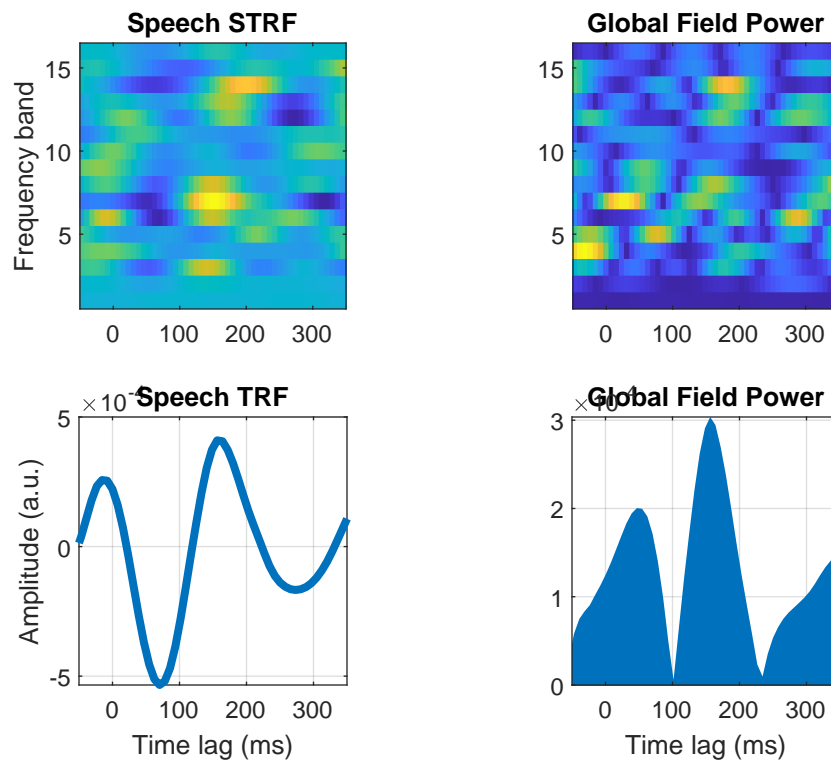 Speech STRF
Global Field Power
Frequency band
15
10
5
0 100 200 300
15
10
5
0 100 200 300
Speech TRF
Global Field Power
× 10-4
5
0
-5
Amplitude (a.u.)
0 100 200 300
Time lag (ms)
3
2
1
0
0 100 200 300
Time lag (ms)